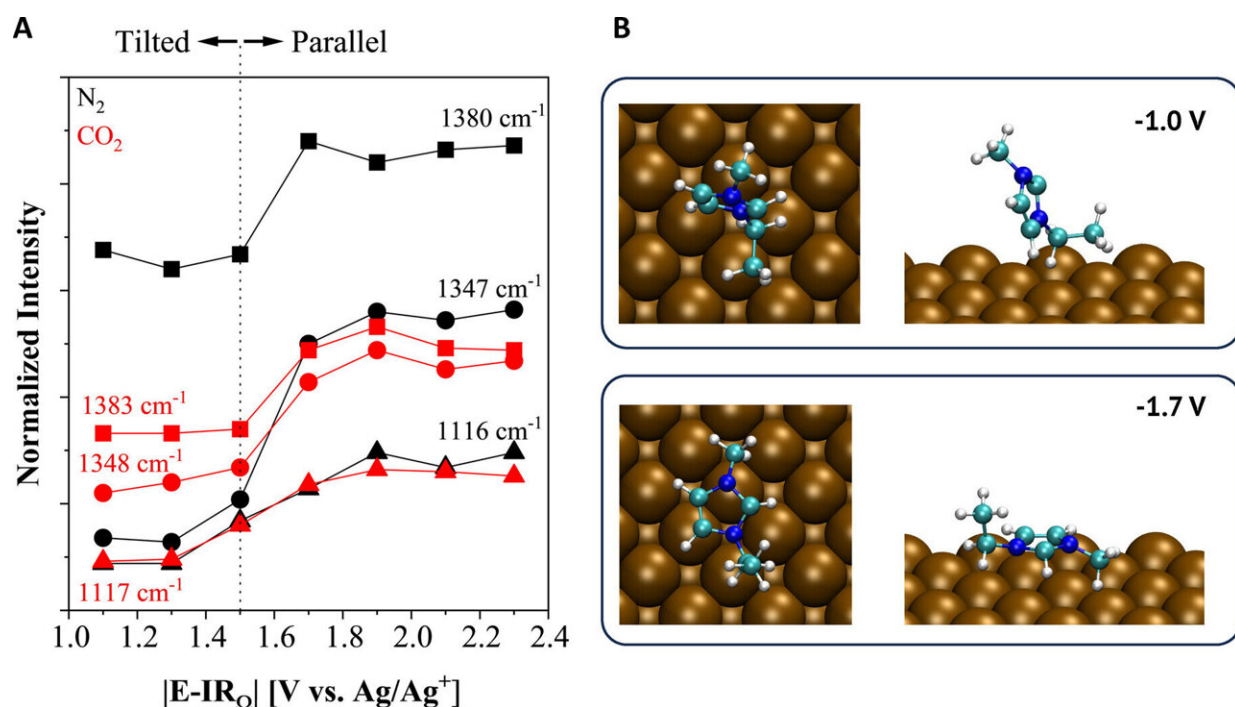 A
Tilted
Parallel
N₂
CO₂
1380 cm⁻¹
1347 cm⁻¹
1383 cm⁻¹
1348 cm⁻¹
1116 cm⁻¹
1117 cm⁻¹
Normalized Intensity
1.0 1.2 1.4 1.6 1.8 2.0 2.2 2.4
|E-IRΩ| [V vs. Ag/Ag⁺]
B
-1.0 V
-1.7 V